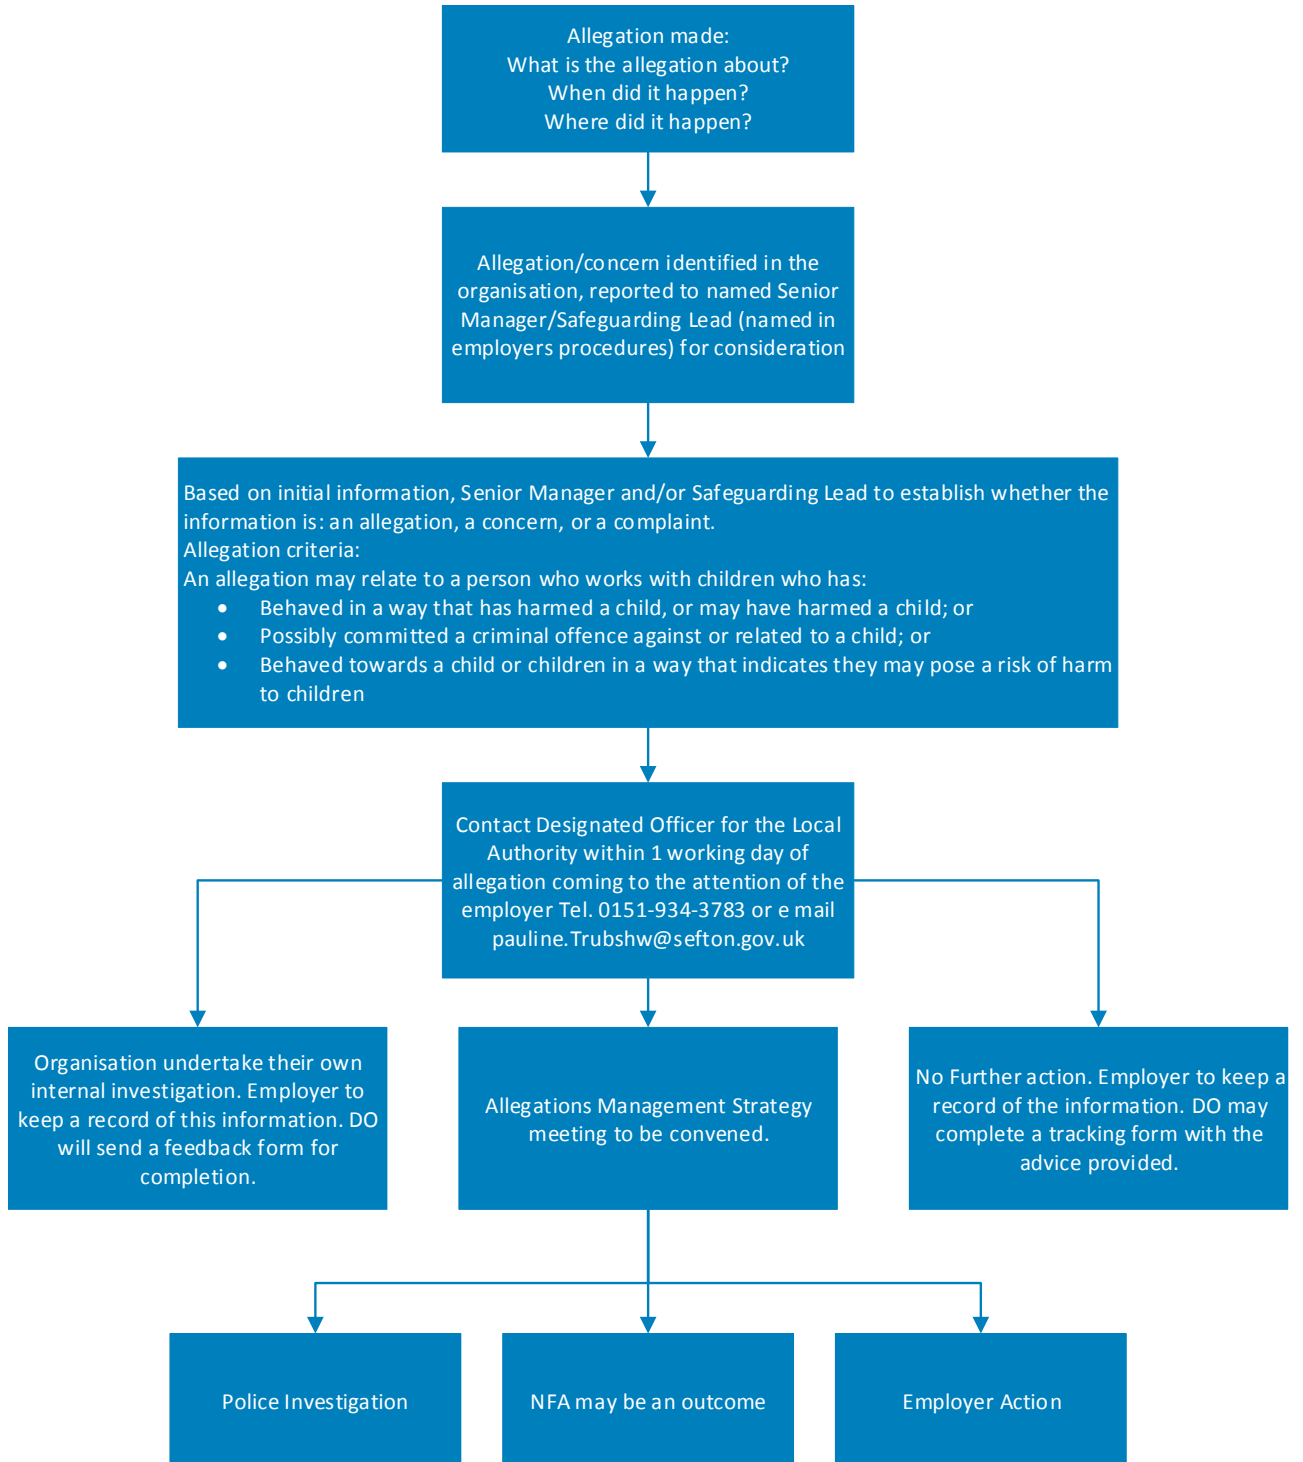 Allegation made:
What is the allegation about?
When did it happen?
Where did it happen?
Allegation/concern identified in the
organisation, reported to named Senior
Manager/Safeguarding Lead (named in
employers procedures) for consideration
Based on initial information, Senior Manager and/or Safeguarding Lead to establish whether the
information is: an allegation, a concern, or a complaint.
Allegation criteria:
An allegation may relate to a person who works with children who has:
• Behaved in a way that has harmed a child, or may have harmed a child; or
• Possibly committed a criminal offence against or related to a child; or
• Behaved towards a child or children in a way that indicates they may pose a risk of harm
to children
Contact Designated Officer for the Local
Authority within 1 working day of
allegation coming to the attention of the
employer Tel. 0151-934-3783 or e mail
pauline.Trubshw@sefton.gov.uk
Organisation undertake their own
internal investigation. Employer to
keep a record of this information. DO
will send a feedback form for
completion.
Allegations Management Strategy
meeting to be convened.
No Further action. Employer to keep a
record of the information. DO may
complete a tracking form with the
advice provided.
Police Investigation
NFA may be an outcome
Employer Action